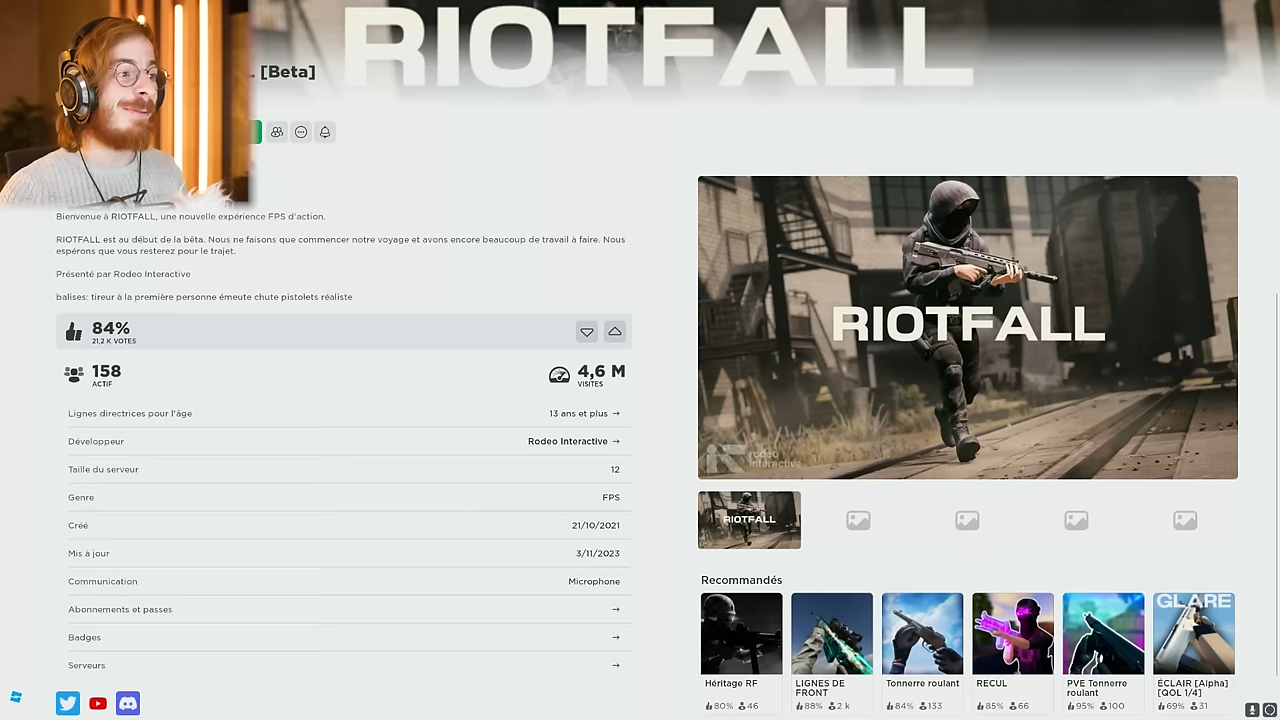 RIOTFALL
[Beta]
Bienvenue à RIOTFALL, une nouvelle expérience FPS d'action.
RIOTFALL est au début de la bêta. Nous ne faisons que commencer notre voyage et avons encore beaucoup de travail à faire. Nous
espérons que vous resterez pour le trajet.
Présenté par Rodeo Interactive
balises: tireur à la première personne émeute chute pistolets réaliste
84%
21,2 K VOTES
158
ACTIF
4,6 M
VISITES
Lignes directrices pour l'âge
13 ans et plus →
Développeur
Rodeo Interactive →
Taille du serveur
12
Genre
FPS
Créé
21/10/2021
Mis à jour
3/11/2023
Communication
Microphone
Abonnements et passes
→
Badges
→
Serveurs
→
RIOTFALL
rodeo
interactive
RIOTFALL
Recommandés
Héritage RF
80% 46
LIGNES DE
FRONT
88% 2 k
Tonnerre roulant
84% 133
RECUL
85% 66
PVE Tonnerre
roulant
95% 100
GLARE
ÉCLAIR [Alpha]
[QOL 1/4]
69% 31